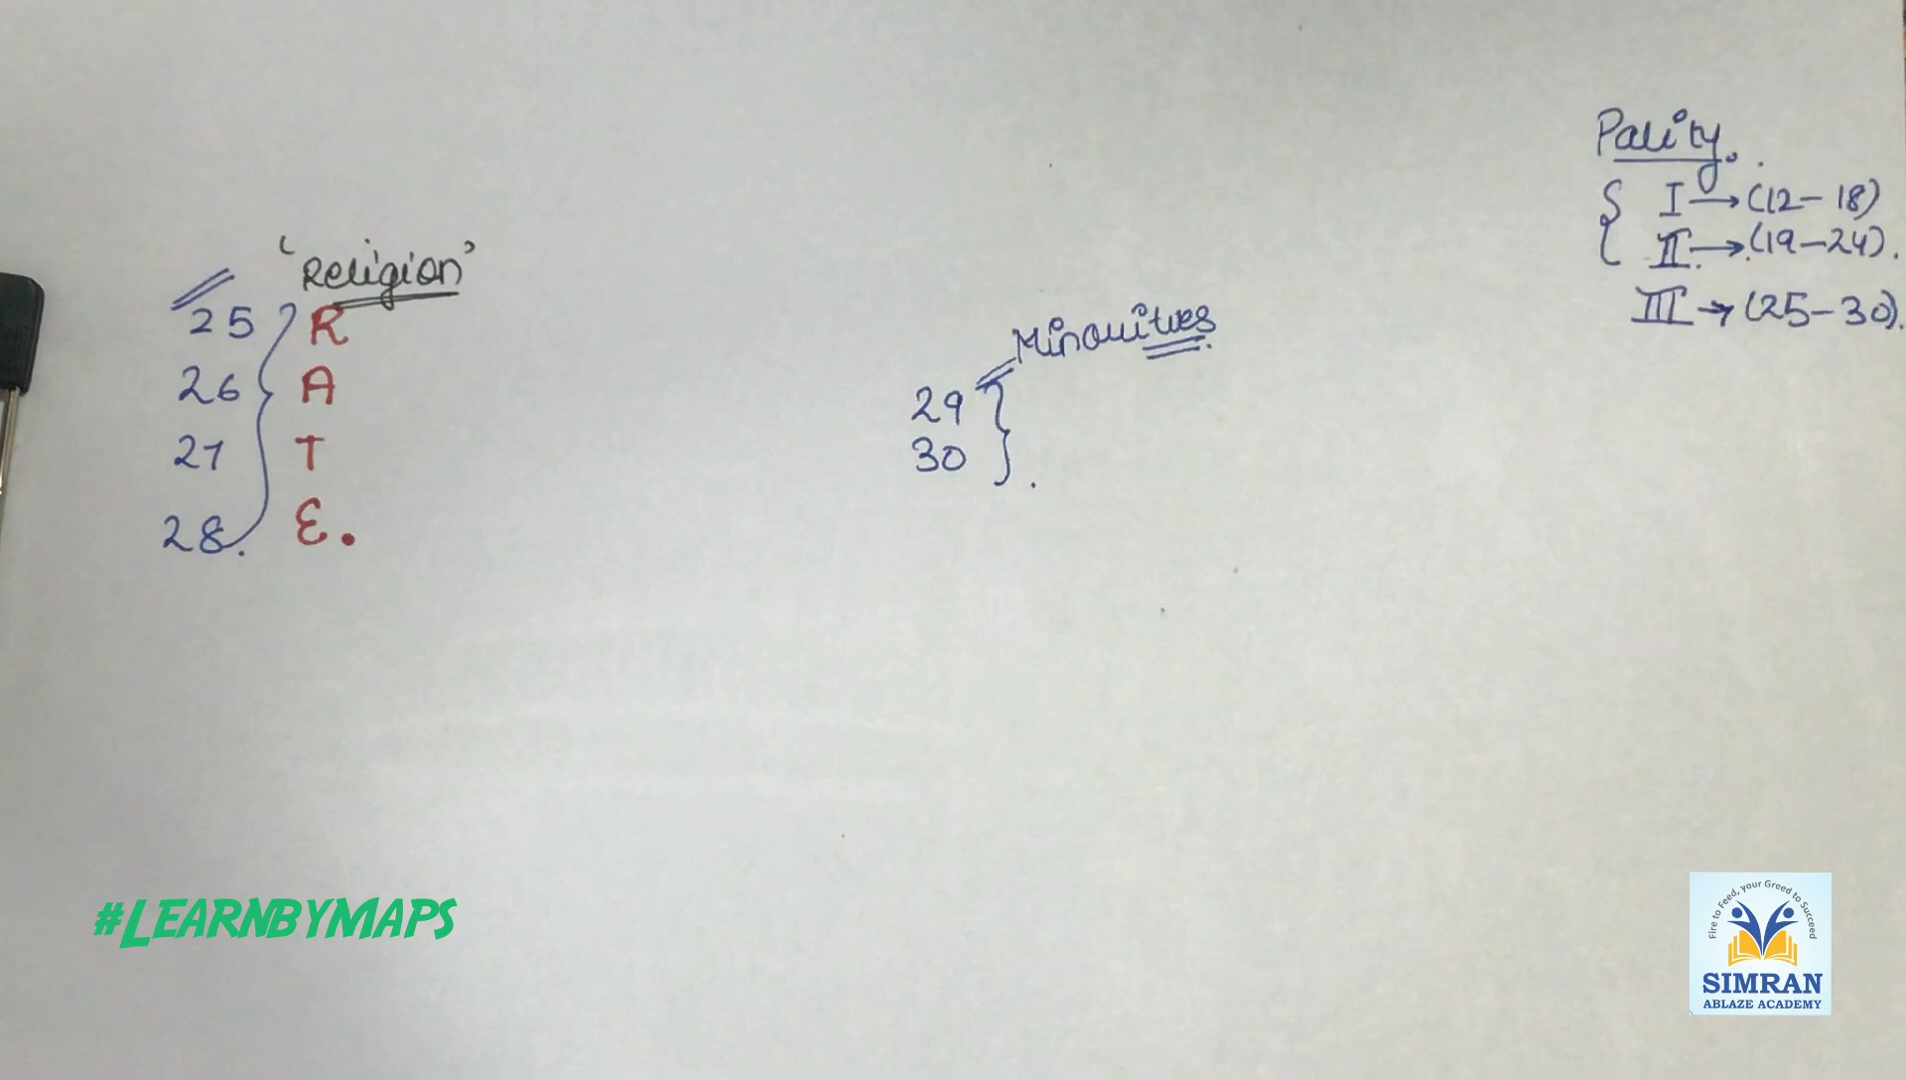 Polity.
I → (12-18)
II. → (19-24).
III → (25-30).
'Religion'
25 R
26 A
27 T
28. E.
Minorities
29
30
#LEARNBYMAPS
Fire to Feed, your Greed to Succeed
SIMRAN
ABLAZE ACADEMY